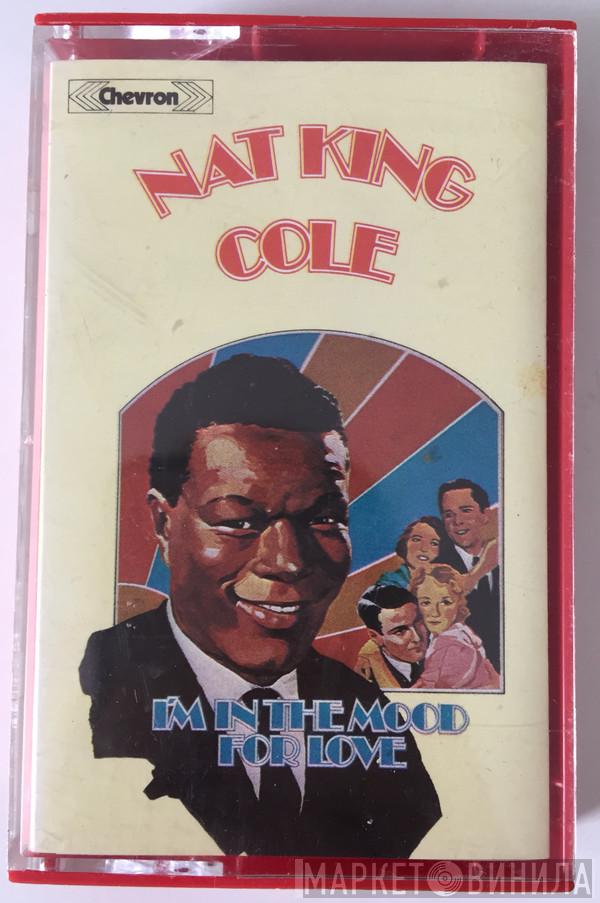 Chevron
NAT KING
COLE
I'M IN THE MOOD
FOR LOVE
МАРКЕТ ВИНИЛА